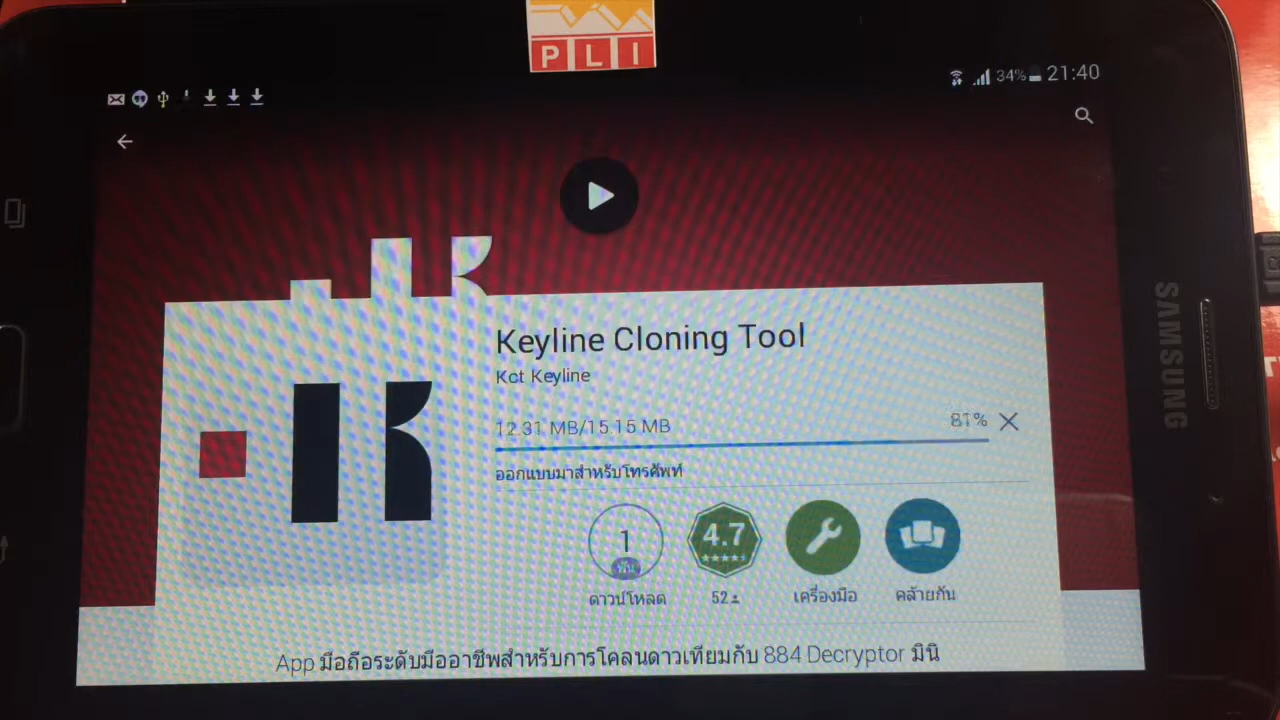 PLI
34% 21:40
Keyline Cloning Tool
Kct Keyline
12.31 MB/15.15 MB 81%
ออกแบบมาสำหรับโทรศัพท์
1
พัน
4.7
ดาวน์โหลด 52 เครื่องมือ คล้ายกัน
App มือถือระดับมืออาชีพสำหรับการโคลนดาวเทียมกับ 884 Decryptor มินิ
SAMSUNG